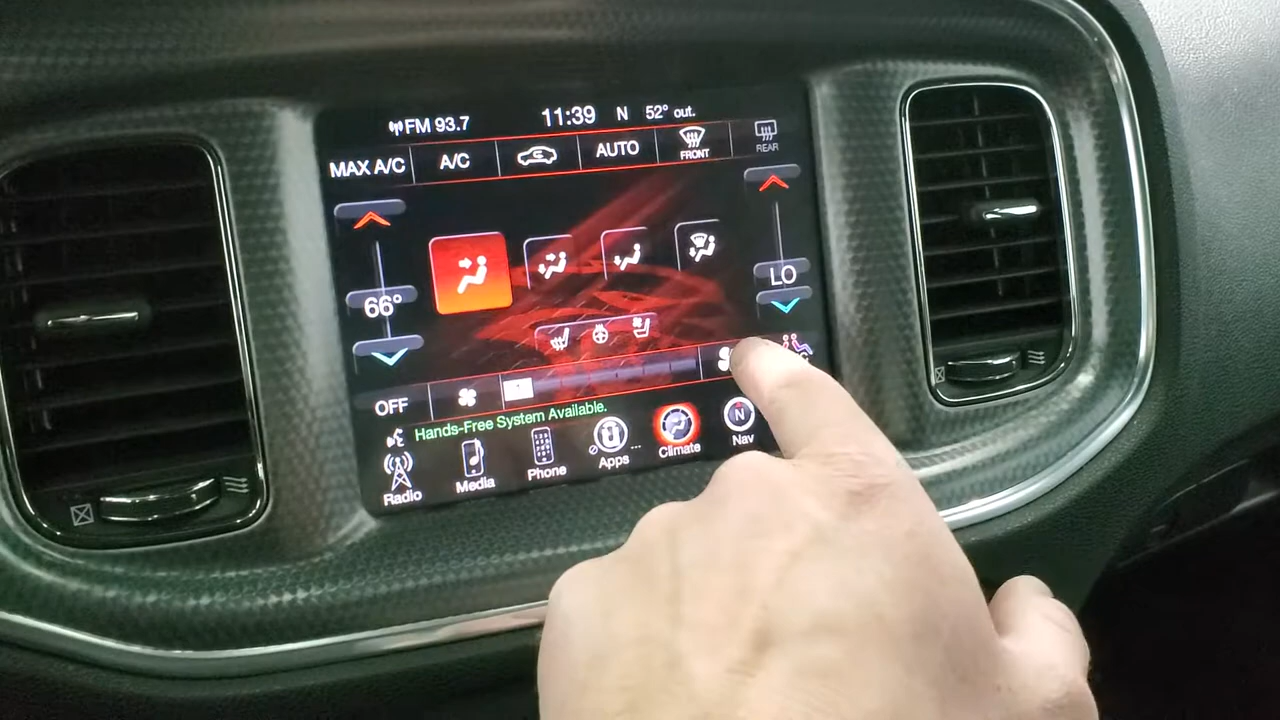 FM 93.7 11:39 N 52° out.
MAX A/C A/C AUTO FRONT REAR
66° LO
OFF
Hands-Free System Available.
Radio Media Phone Apps Climate Nav
N